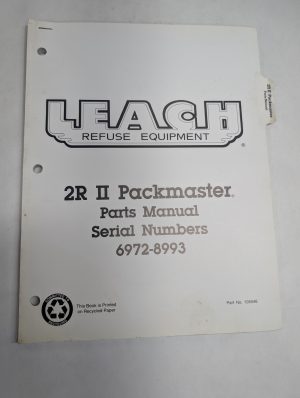 LEACH
REFUSE EQUIPMENT
®
2R II Packmaster®
Parts Manual
Serial Numbers
6972-8993
This Book is Printed
on Recycled Paper
Part No.